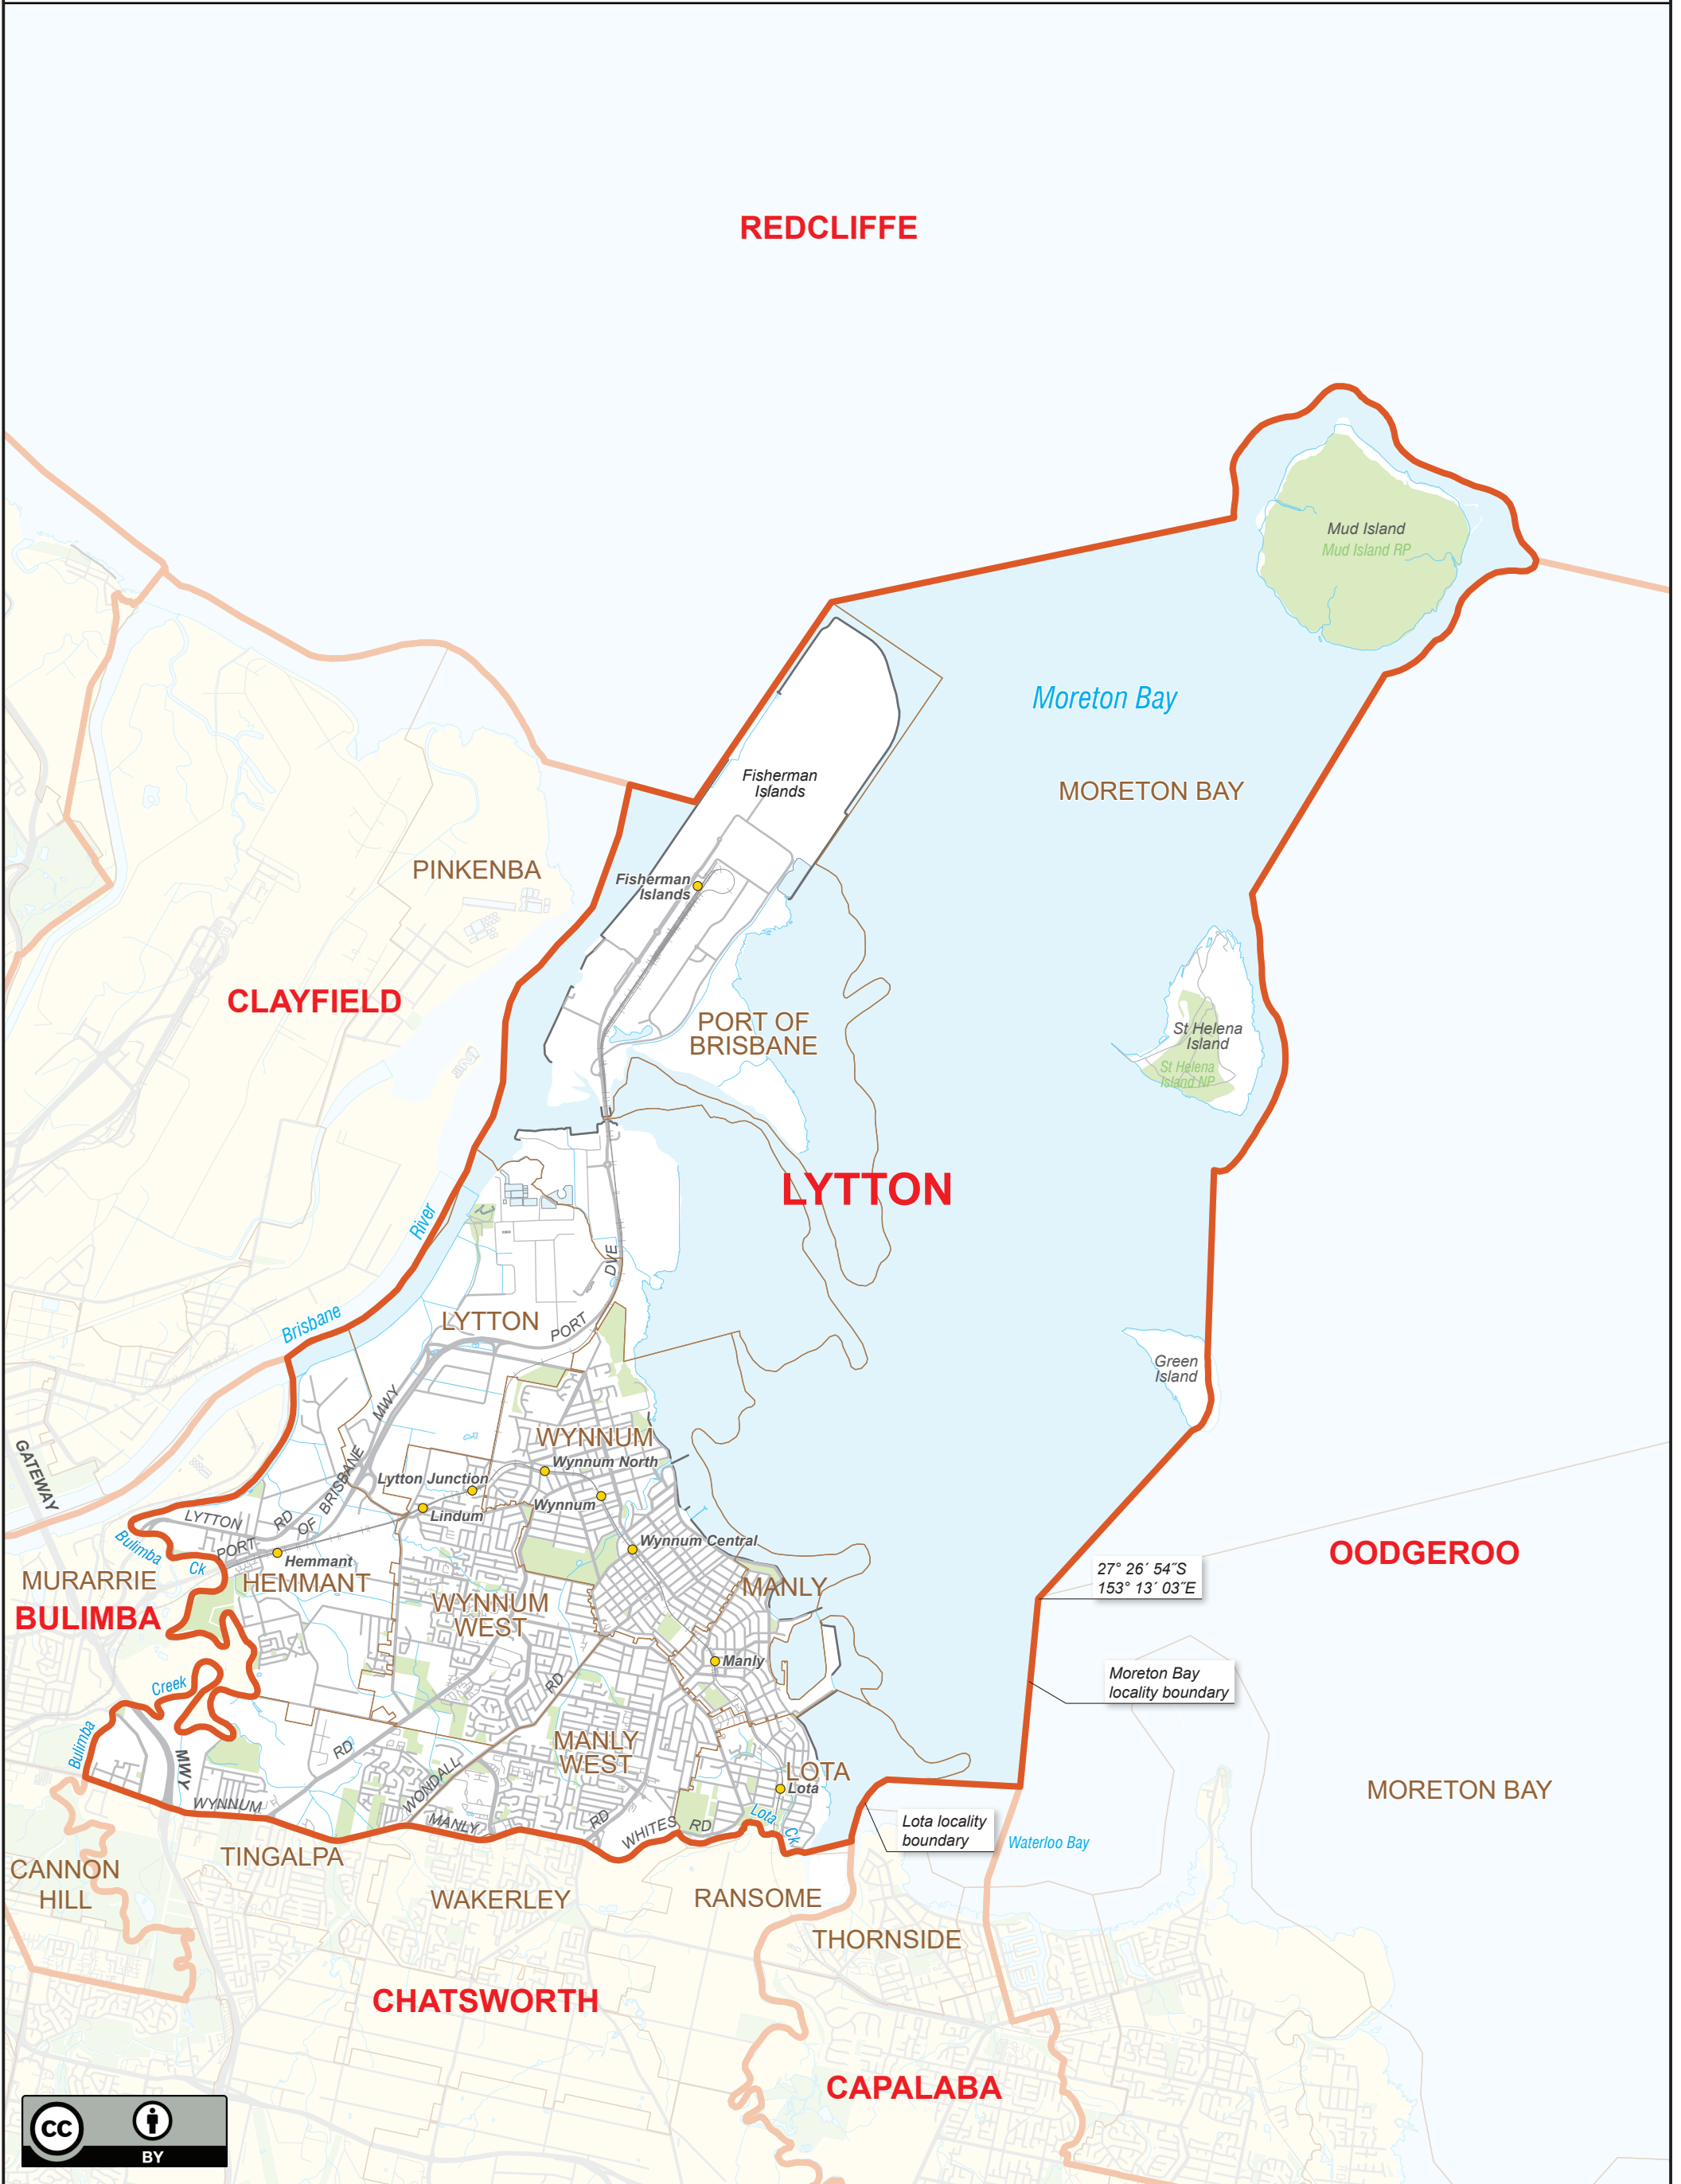 REDCLIFFE
Mud Island
Mud Island RP
Moreton Bay
MORETON BAY
Fisherman
Islands
PINKENBA
Fisherman
Islands
CLAYFIELD
PORT OF
BRISBANE
St Helena
Island
St Helena
Island NP
LYTTON
River
DVE
Brisbane
LYTTON
PORT
Green
Island
MWY
GATEWAY
WYNNUM
Wynnum North
Lytton Junction
BRISBANE
Wynnum
Lindum
LYTTON
RD
OF
PORT
Bulimba
Ck
Hemmant
Wynnum Central
OODGEROO
27° 26´ 54˝S
153° 13´ 03˝E
MURARRIE
HEMMANT
MANLY
BULIMBA
WYNNUM
WEST
Manly
Moreton Bay
locality boundary
Creek
RD
Bulimba
MWY
RD
MANLY
WEST
LOTA
Lota
MORETON BAY
WONDALL
WYNNUM
MANLY
RD
WHITES
RD
Lota
Ck
Lota locality
boundary
Waterloo Bay
TINGALPA
CANNON
HILL
WAKERLEY
RANSOME
THORNSIDE
CHATSWORTH
CAPALABA
CC
BY